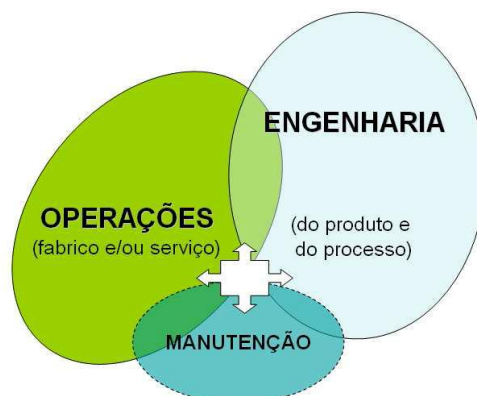 ENGENHARIA
OPERAÇÕES
(fabrico e/ou serviço)
(do produto e
do processo)
MANUTENÇÃO